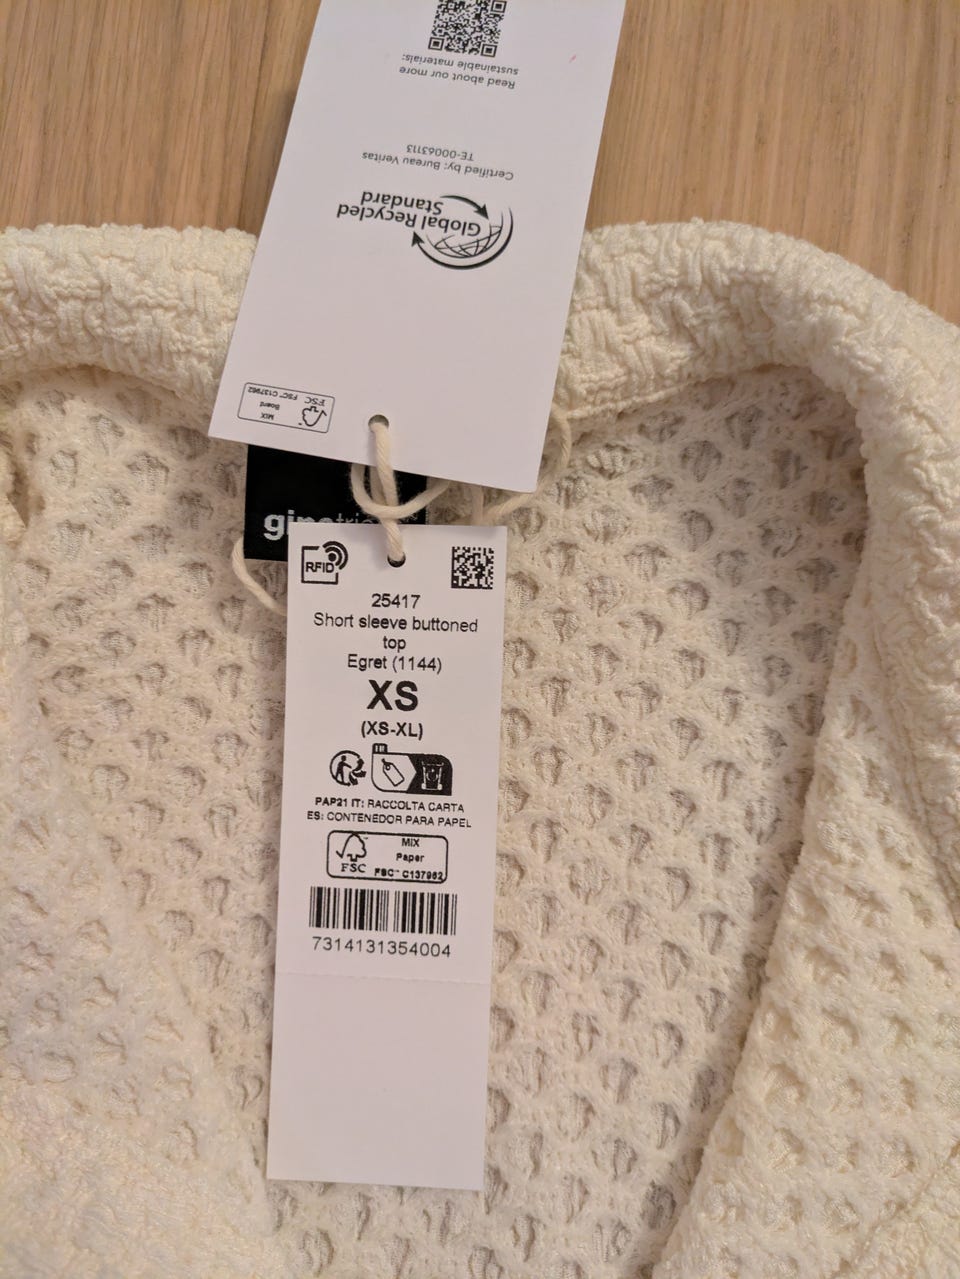 Read about our more
sustainable materials:
Certified by: Bureau Veritas
TE-00063113
Global Recycled
Standard
FSC
MIX
Board
FSC™ C137962
RFID
25417
Short sleeve buttoned
top
Egret (1144)
XS
(XS-XL)
PAP21 IT: RACCOLTA CARTA
ES: CONTENEDOR PARA PAPEL
FSC
MIX
Paper
FSC™ C137962
7314131354004